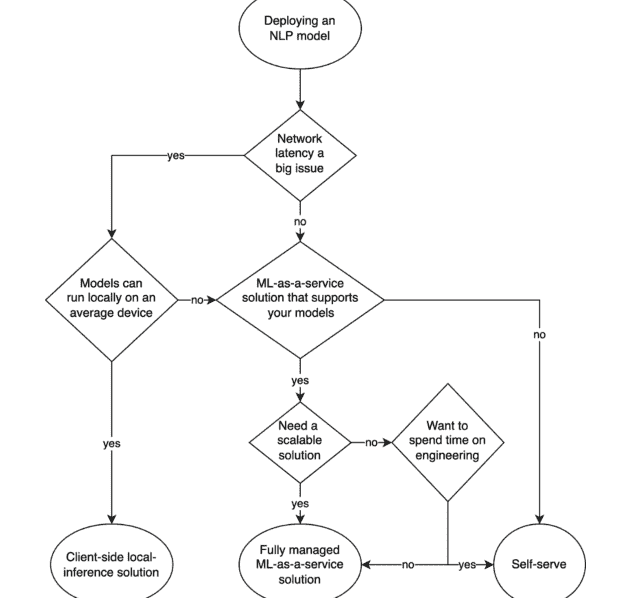 Deploying an
NLP model
Network
latency a
big issue
yes
no
Models can
run locally on an
average device
no
ML-as-a-service
solution that supports
your models
no
yes
yes
Need a
scalable
solution
no
Want to
spend time on
engineering
yes
Client-side local-
inference solution
Fully managed
ML-as-a-service
solution
no
yes
Self-serve